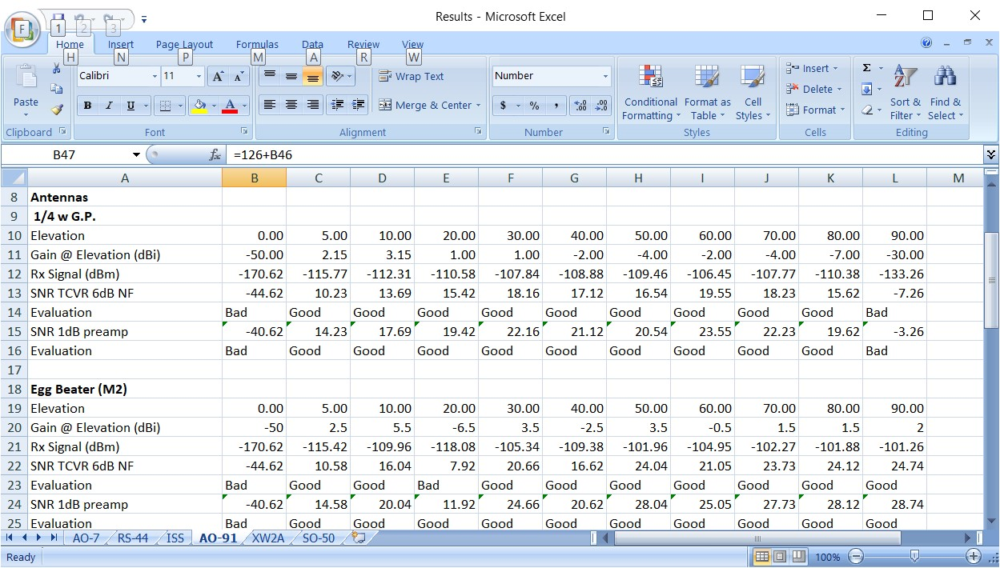 Results - Microsoft Excel
F 1 2 3
Home Insert Page Layout Formulas Data Review View
H N P M A R W
Calibri 11 A A Wrap Text Number Insert Σ
Paste B I U A Merge & Center $ % , .00 .00 Conditional Formatting Format as Table Cell Styles Delete Format Sort & Filter Find & Select
Clipboard Font Alignment Number Styles Cells Editing
B47 fx =126+B46
A B C D E F G H I J K L M
8 Antennas
9 1/4 w G.P.
10 Elevation 0.00 5.00 10.00 20.00 30.00 40.00 50.00 60.00 70.00 80.00 90.00
11 Gain @ Elevation (dBi) -50.00 2.15 3.15 1.00 1.00 -2.00 -4.00 -2.00 -4.00 -7.00 -30.00
12 Rx Signal (dBm) -170.62 -115.77 -112.31 -110.58 -107.84 -108.88 -109.46 -106.45 -107.77 -110.38 -133.26
13 SNR TCVR 6dB NF -44.62 10.23 13.69 15.42 18.16 17.12 16.54 19.55 18.23 15.62 -7.26
14 Evaluation Bad Good Good Good Good Good Good Good Good Good Bad
15 SNR 1dB preamp -40.62 14.23 17.69 19.42 22.16 21.12 20.54 23.55 22.23 19.62 -3.26
16 Evaluation Bad Good Good Good Good Good Good Good Good Good Bad
17
18 Egg Beater (M2)
19 Elevation 0.00 5.00 10.00 20.00 30.00 40.00 50.00 60.00 70.00 80.00 90.00
20 Gain @ Elevation (dBi) -50 2.5 5.5 -6.5 3.5 -2.5 3.5 -0.5 1.5 1.5 2
21 Rx Signal (dBm) -170.62 -115.42 -109.96 -118.08 -105.34 -109.38 -101.96 -104.95 -102.27 -101.88 -101.26
22 SNR TCVR 6dB NF -44.62 10.58 16.04 7.92 20.66 16.62 24.04 21.05 23.73 24.12 24.74
23 Evaluation Bad Good Good Bad Good Good Good Good Good Good Good
24 SNR 1dB preamp -40.62 14.58 20.04 11.92 24.66 20.62 28.04 25.05 27.73 28.12 28.74
25 Evaluation Bad Good Good Good Good Good Good Good Good Good Good
AO-7 RS-44 ISS AO-91 XW2A SO-50
Ready 100%